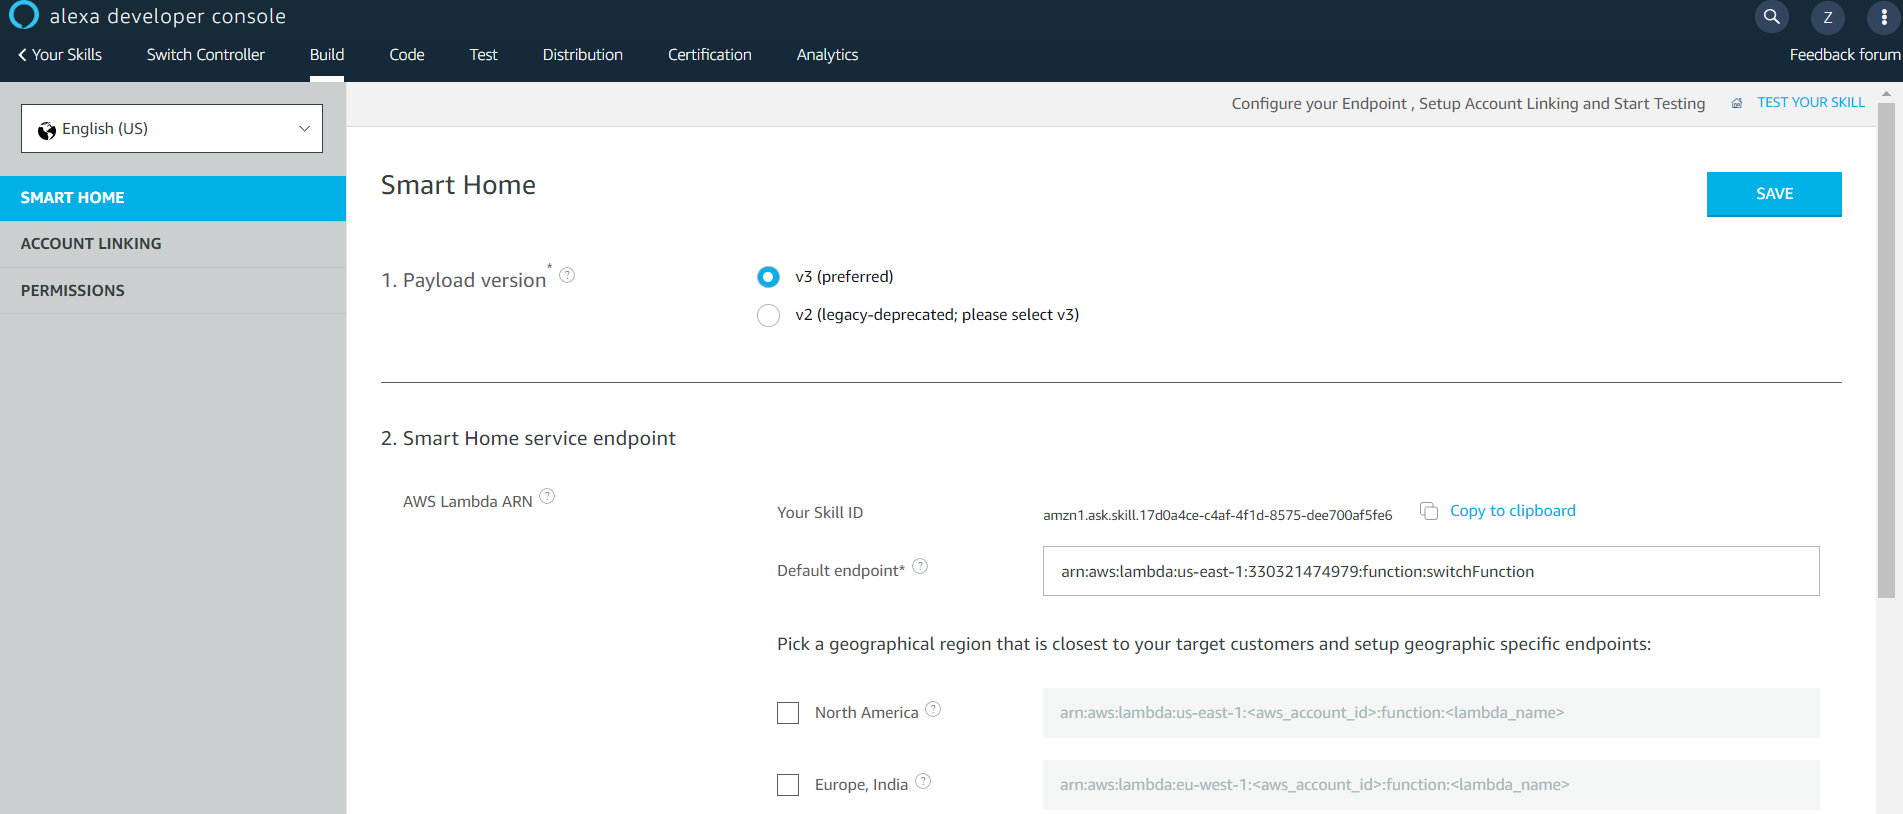 alexa developer console
Z
Your Skills Switch Controller Build Code Test Distribution Certification Analytics Feedback forum
English (US)
Configure your Endpoint , Setup Account Linking and Start Testing TEST YOUR SKILL
SMART HOME
ACCOUNT LINKING
PERMISSIONS
Smart Home
SAVE
1. Payload version* ?
v3 (preferred)
v2 (legacy-deprecated; please select v3)
2. Smart Home service endpoint
AWS Lambda ARN ?
Your Skill ID amzn1.ask.skill.17d0a4ce-c4af-4f1d-8575-dee700af5fe6 Copy to clipboard
Default endpoint* ? arn:aws:lambda:us-east-1:330321474979:function:switchFunction
Pick a geographical region that is closest to your target customers and setup geographic specific endpoints:
North America ? arn:aws:lambda:us-east-1:<aws_account_id>:function:<lambda_name>
Europe, India ? arn:aws:lambda:eu-west-1:<aws_account_id>:function:<lambda_name>